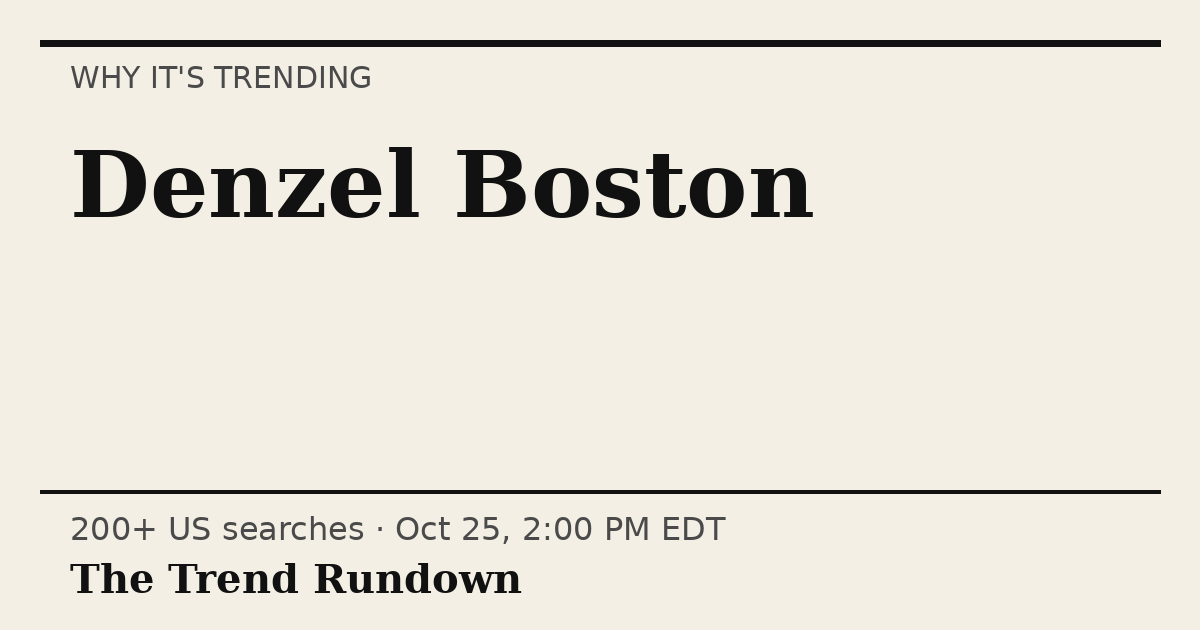 WHY IT'S TRENDING
Denzel Boston
200+ US searches · Oct 25, 2:00 PM EDT
The Trend Rundown